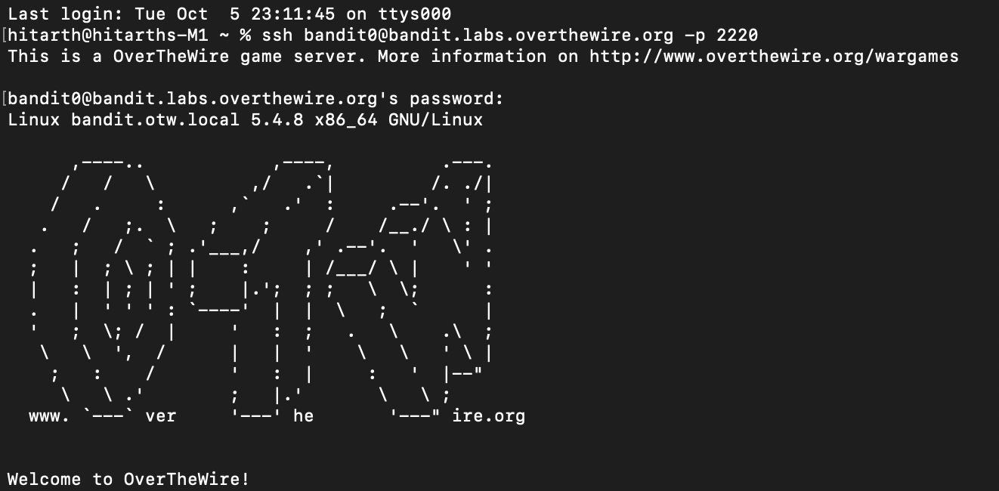 Last login: Tue Oct  5 23:11:45 on ttys000
[hitarth@hitarths-M1 ~ % ssh bandit0@bandit.labs.overthewire.org -p 2220
This is a OverTheWire game server. More information on http://www.overthewire.org/wargames
[bandit0@bandit.labs.overthewire.org's password:
Linux bandit.otw.local 5.4.8 x86_64 GNU/Linux
      ,----..            ,----,          .---.
     /   /   \         ,/   .`|         /. ./|
    /   .     :      ,`   .'  :     .--'.  ' ;
   .   /   ;.  \   ;    ;     /    /__./ \ : |
  .   ;   /  ` ; .'___,/    ,' .--'.  '   \' .
  ;   |  ; \ ; | |    :     | /___/ \ |    ' '
  |   :  | ; | ' ;    |.';  ; ;   \  \;      :
  .   |  ' ' ' : `----'  |  |  \   ;  `      |
  '   ;  \; /  |     '   :  ;   .   \    .\  ;
   \   \  ',  /      |   |  '    \   \   ' \ |
    ;   :    /       '   :  |     :   '  |--"
     \   \ .'        ;   |.'       \   \ ;
  www. `---` ver     '---' he       '---" ire.org
Welcome to OverTheWire!